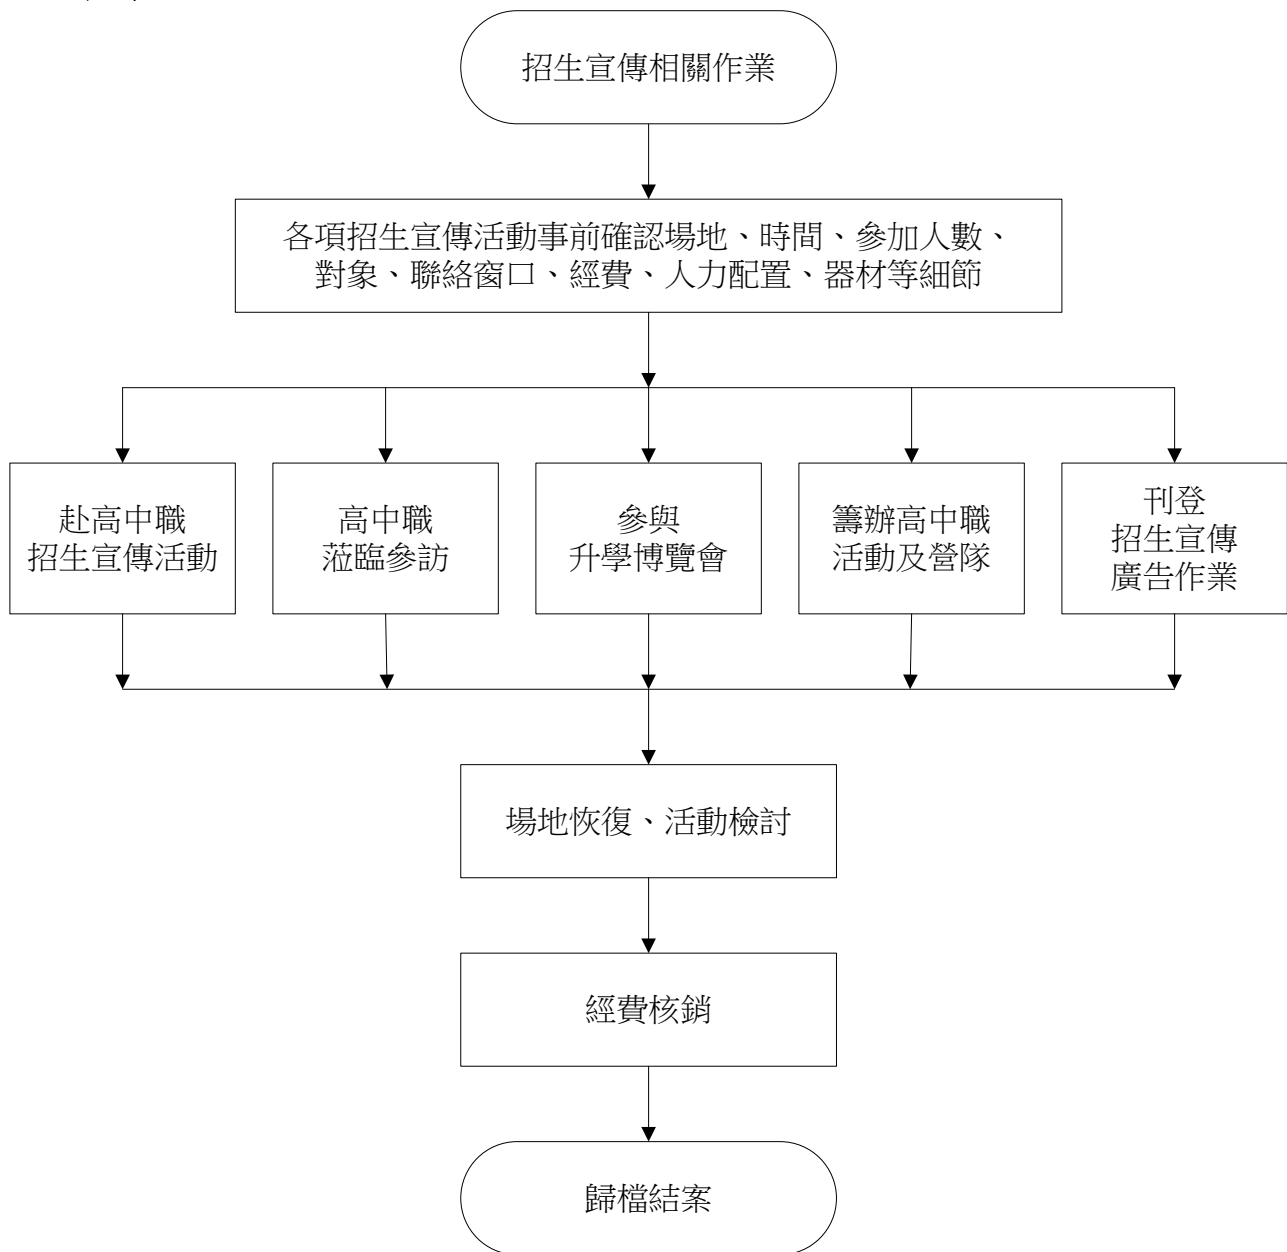 招生宣傳相關作業
各項招生宣傳活動事前確認場地、時間、參加人數、
對象、聯絡窗口、經費、人力配置、器材等細節
赴高中職
招生宣傳活動
高中職
蒞臨參訪
參與
升學博覽會
籌辦高中職
活動及營隊
刊登
招生宣傳
廣告作業
場地恢復、活動檢討
經費核銷
歸檔結案